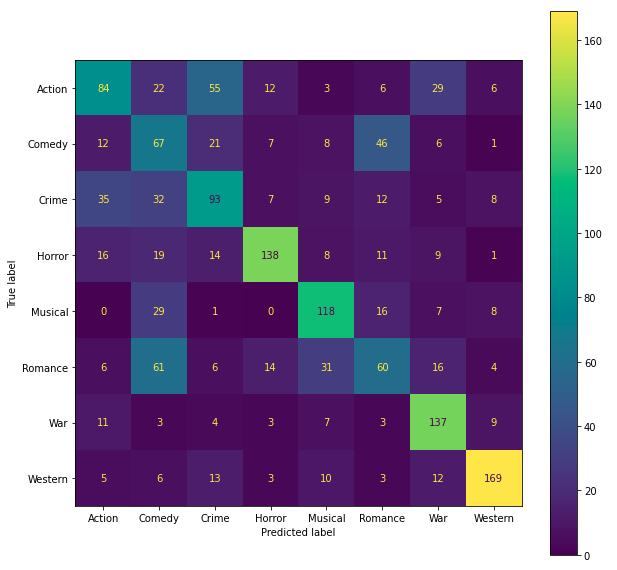 Action 84 22 55 12 3 6 29 6
Comedy 12 67 21 7 8 46 6 1
Crime 35 32 93 7 9 12 5 8
Horror 16 19 14 138 8 11 9 1
Musical 0 29 1 0 118 16 7 8
Romance 6 61 6 14 31 60 16 4
War 11 3 4 3 7 3 137 9
Western 5 6 13 3 10 3 12 169
Action Comedy Crime Horror Musical Romance War Western
Predicted label
True label
160
140
120
100
80
60
40
20
0